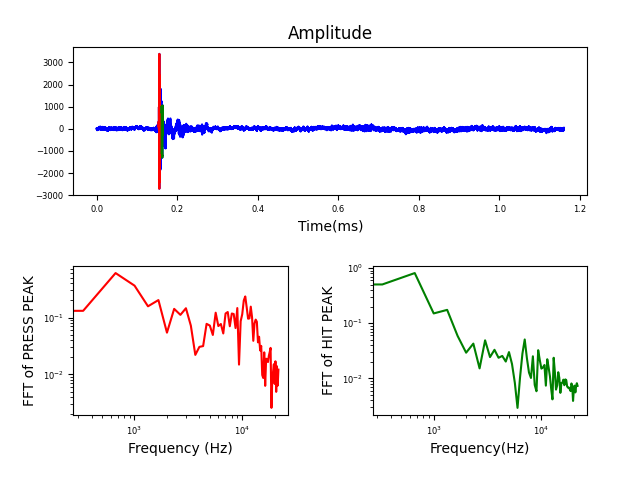 Amplitude
3000
2000
1000
0
−1000
−2000
−3000
0.0 0.2 0.4 0.6 0.8 1.0 1.2
Time(ms)
FFT of PRESS PEAK
10⁻¹
10⁻²
10³ 10⁴
Frequency (Hz)
FFT of HIT PEAK
10⁰
10⁻¹
10⁻²
10³ 10⁴
Frequency(Hz)